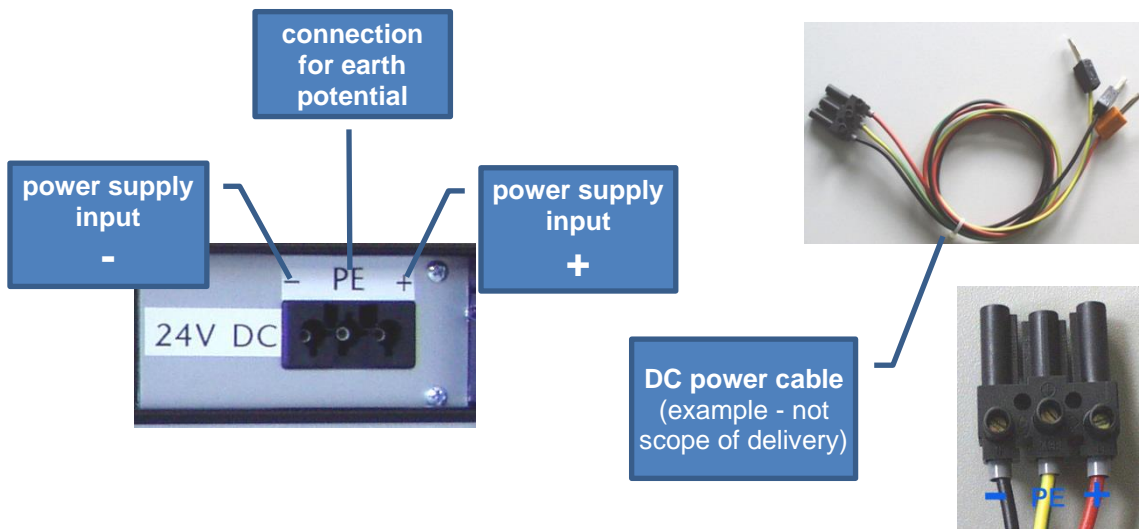 connection
for earth
potential
power supply
input
-
power supply
input
+
– PE +
24V DC
DC power cable
(example - not
scope of delivery)
– PE +